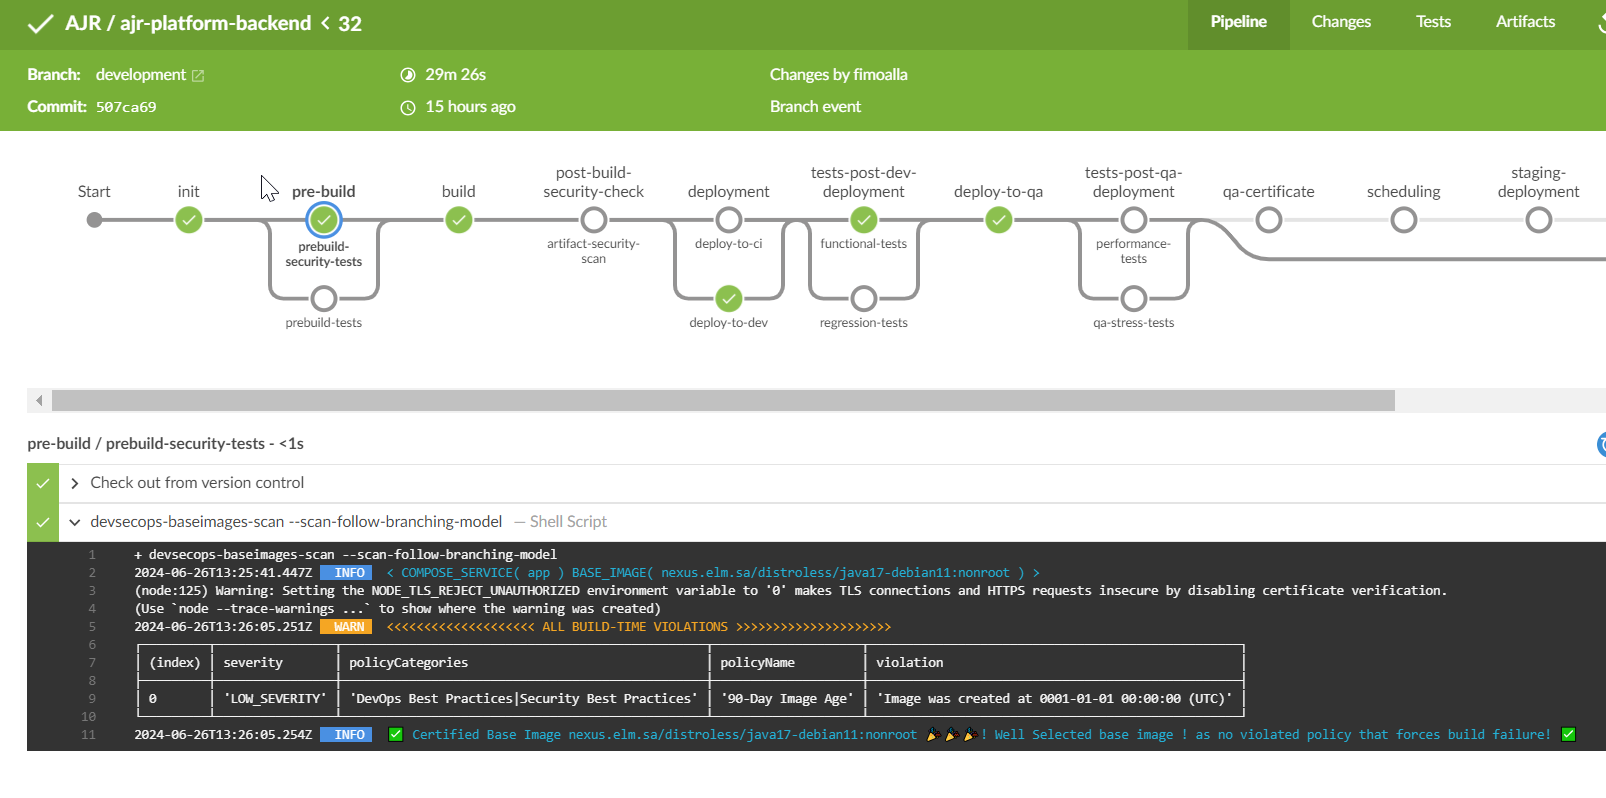 AJR / ajr-platform-backend < 32
Pipeline Changes Tests Artifacts
Branch: development 29m 26s Changes by fimoalla
Commit: 507ca69 15 hours ago Branch event
Start init pre-build build post-build-security-check deployment tests-post-dev-deployment deploy-to-qa tests-post-qa-deployment qa-certificate scheduling staging-deployment
prebuild-security-tests artifact-security-scan deploy-to-ci functional-tests performance-tests
prebuild-tests deploy-to-dev regression-tests qa-stress-tests
pre-build / prebuild-security-tests - <1s
Check out from version control
devsecops-baseimages-scan --scan-follow-branching-model — Shell Script
1 + devsecops-baseimages-scan --scan-follow-branching-model
2 2024-06-26T13:25:41.447Z INFO < COMPOSE_SERVICE( app ) BASE_IMAGE( nexus.elm.sa/distroless/java17-debian11:nonroot ) >
3 (node:125) Warning: Setting the NODE_TLS_REJECT_UNAUTHORIZED environment variable to '0' makes TLS connections and HTTPS requests insecure by disabling certificate verification.
4 (Use `node --trace-warnings ...` to show where the warning was created)
5 2024-06-26T13:26:05.251Z WARN <<<<<<<<<<<<<<<<<<<< ALL BUILD-TIME VIOLATIONS >>>>>>>>>>>>>>>>>>>>>
6
7 (index) severity policyCategories policyName violation
8
9 0 'LOW_SEVERITY' 'DevOps Best Practices|Security Best Practices' '90-Day Image Age' 'Image was created at 0001-01-01 00:00:00 (UTC)'
10
11 2024-06-26T13:26:05.254Z INFO ✅ Certified Base Image nexus.elm.sa/distroless/java17-debian11:nonroot 🎉🎉🎉! Well Selected base image ! as no violated policy that forces build failure! ✅